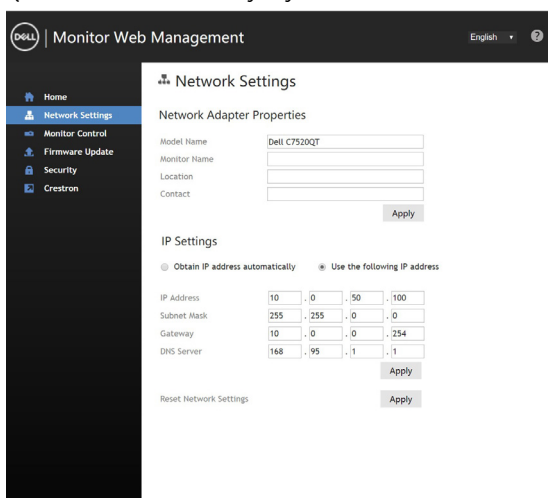 DELL | Monitor Web Management English ?
Network Settings
Home
Network Settings
Monitor Control
Firmware Update
Security
Crestron
Network Adapter Properties
Model Name Dell C7520QT
Monitor Name
Location
Contact
Apply
IP Settings
Obtain IP address automatically Use the following IP address
IP Address 10 . 0 . 50 . 100
Subnet Mask 255 . 255 . 0 . 0
Gateway 10 . 0 . 0 . 254
DNS Server 168 . 95 . 1 . 1
Apply
Reset Network Settings Apply